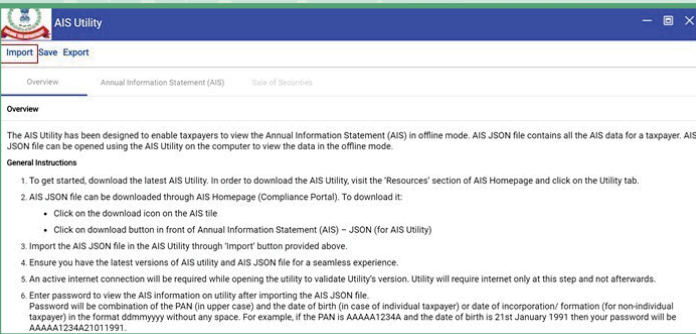 AIS Utility
Import Save Export
Overview Annual Information Statement (AIS) Sale of Securities
Overview
The AIS Utility has been designed to enable taxpayers to view the Annual Information Statement (AIS) in offline mode. AIS JSON file contains all the AIS data for a taxpayer. AIS
JSON file can be opened using the AIS Utility on the computer to view the data in the offline mode.
General Instructions
1. To get started, download the latest AIS Utility. In order to download the AIS Utility, visit the 'Resources' section of AIS Homepage and click on the Utility tab.
2. AIS JSON file can be downloaded through AIS Homepage (Compliance Portal). To download it:
• Click on the download icon on the AIS tile
• Click on download button in front of Annual Information Statement (AIS) – JSON (for AIS Utility)
3. Import the AIS JSON file in the AIS Utility through 'Import' button provided above.
4. Ensure you have the latest versions of AIS utility and AIS JSON file for a seamless experience.
5. An active internet connection will be required while opening the utility to validate Utility's version. Utility will require internet only at this step and not afterwards.
6. Enter password to view the AIS information on utility after importing the AIS JSON file.
Password will be combination of the PAN (in upper case) and the date of birth (in case of individual taxpayer) or date of incorporation/ formation (for non-individual
taxpayer) in the format ddmmyyyy without any space. For example, if the PAN is AAAAA1234A and the date of birth is 21st January 1991 then your password will be
AAAAA1234A21011991.